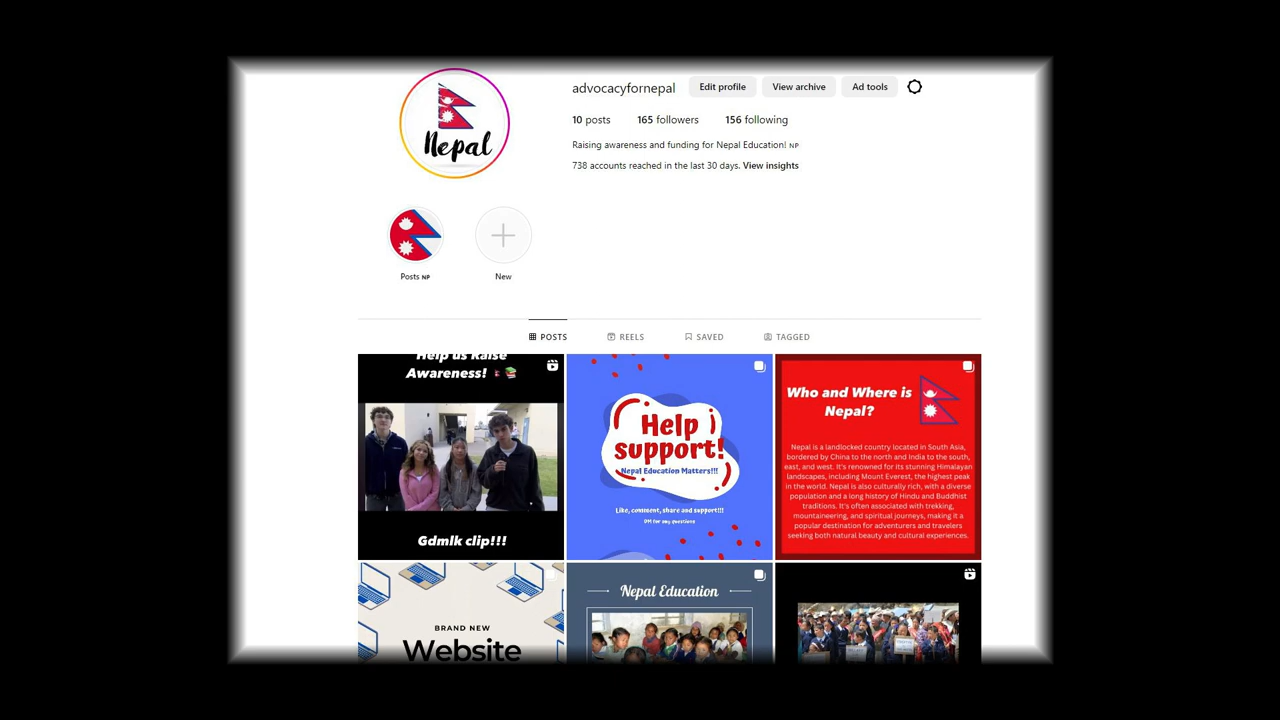 Nepal
advocacyfornepal
Edit profile
View archive
Ad tools
10 posts
165 followers
156 following
Raising awareness and funding for Nepal Education! NP
738 accounts reached in the last 30 days. View insights
Posts NP
New
POSTS
REELS
SAVED
TAGGED
Help us Raise
Awareness!
Gdmlk clip!!!
Help
support!
Nepal Education Matters!!!
Like, comment, share and support!!!
DM for any questions
Who and Where is
Nepal?
Nepal is a landlocked country located in South Asia,
bordered by China to the north and India to the south,
east, and west. It's renowned for its stunning Himalayan
landscapes, including Mount Everest, the highest peak
in the world. Nepal is also culturally rich, with a diverse
population and a long history of Hindu and Buddhist
traditions. It's often associated with trekking,
mountaineering, and spiritual journeys, making it a
popular destination for adventurers and travelers
seeking both natural beauty and cultural experiences.
BRAND NEW
Website
Nepal Education